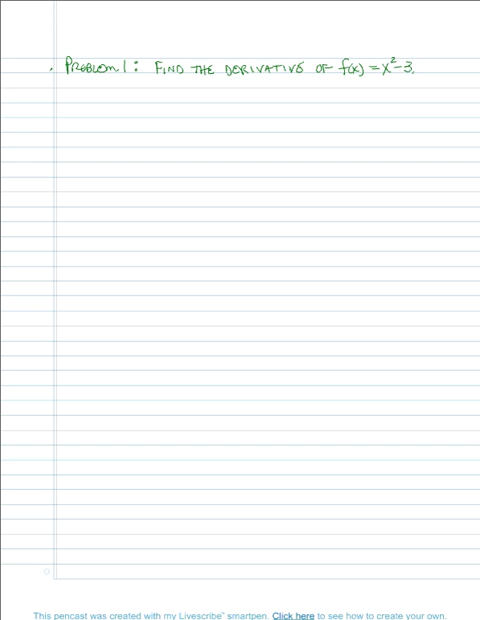 . PROBLEM 1: FIND THE DERIVATIVE OF f(x) = x² - 3.
This pencast was created with my Livescribe™ smartpen. Click here to see how to create your own.